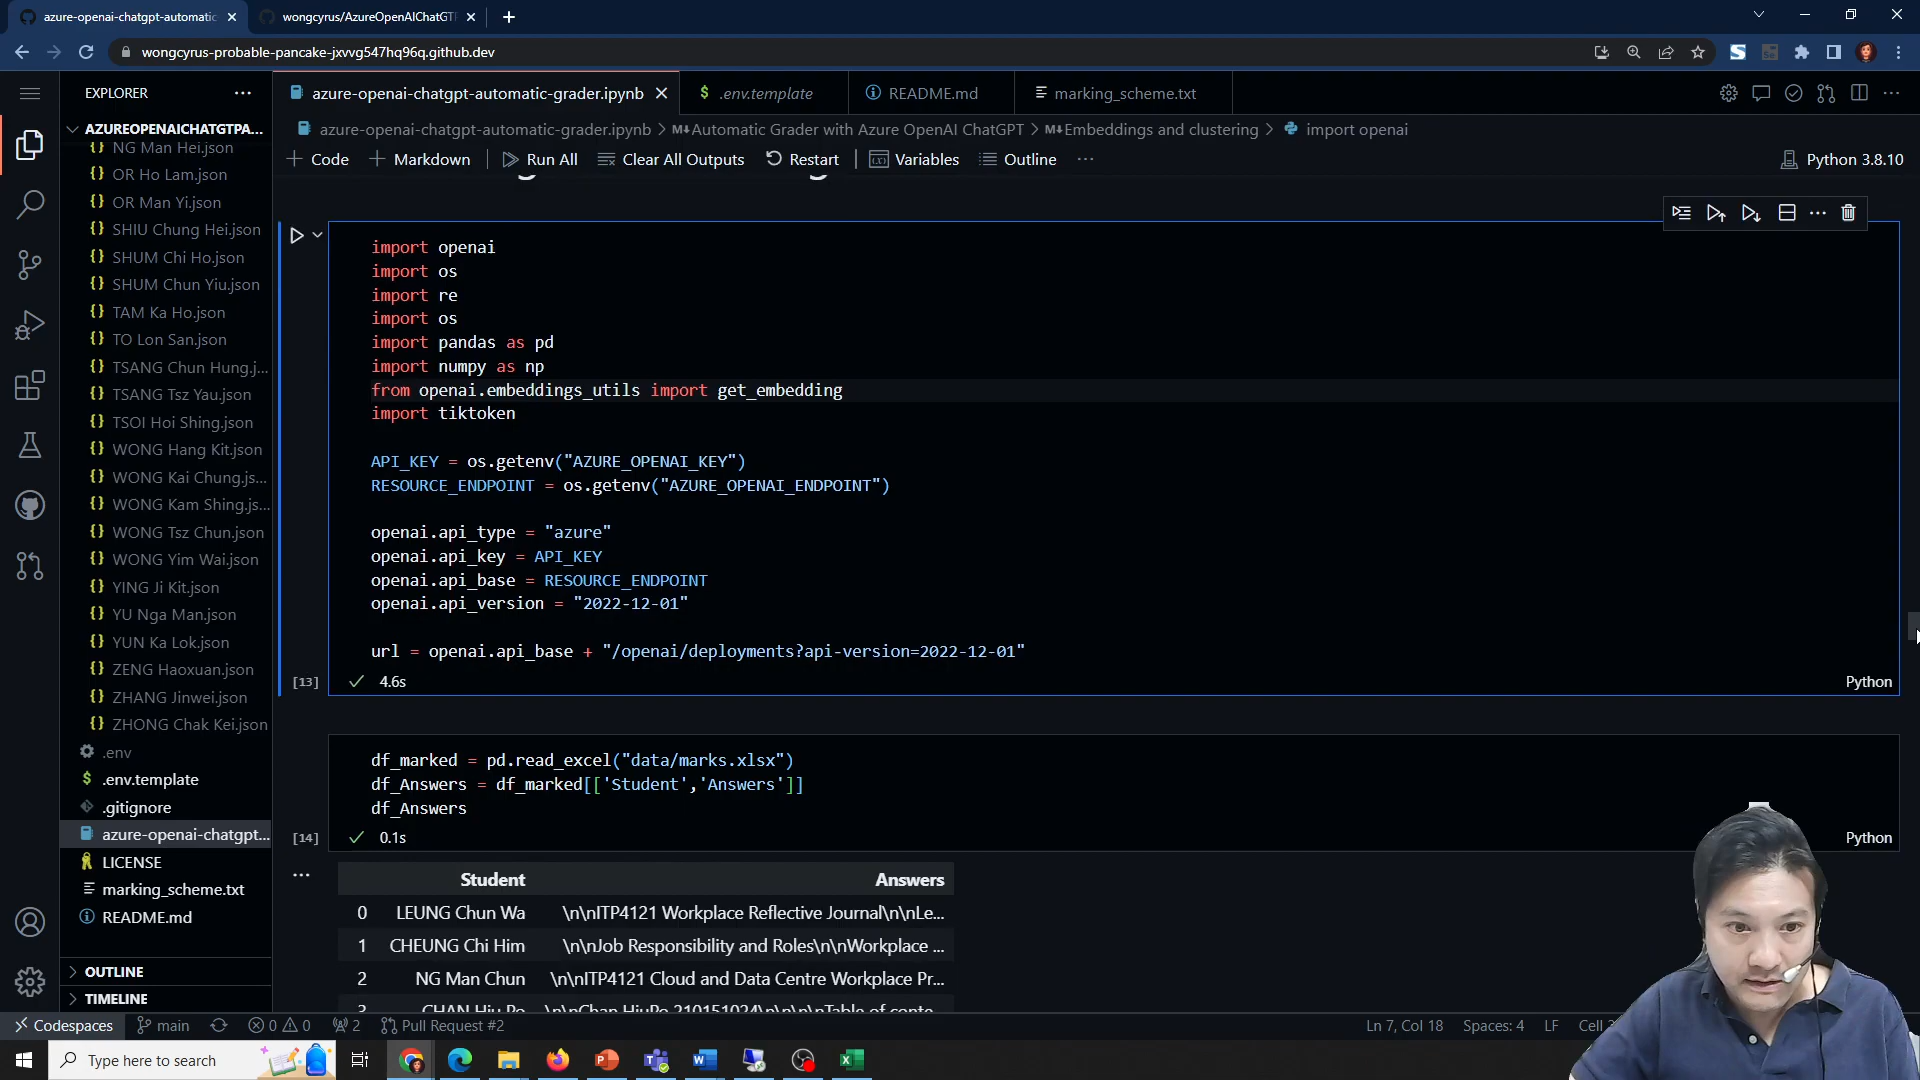 azure-openai-chatgpt-automatic
wongcyrus/AzureOpenAIChatGTP
wongcyrus-probable-pancake-jxvvg547hq96q.github.dev
EXPLORER
azure-openai-chatgpt-automatic-grader.ipynb
.env.template
README.md
marking_scheme.txt
AZUREOPENAICHATGTPA...
azure-openai-chatgpt-automatic-grader.ipynb > M↓Automatic Grader with Azure OpenAI ChatGPT > M↓Embeddings and clustering > import openai
+ Code + Markdown Run All Clear All Outputs Restart Variables Outline ...
Python 3.8.10
NG Man Hei.json
OR Ho Lam.json
OR Man Yi.json
SHIU Chung Hei.json
SHUM Chi Ho.json
SHUM Chun Yiu.json
TAM Ka Ho.json
TO Lon San.json
TSANG Chun Hung.j...
TSANG Tsz Yau.json
TSOI Hoi Shing.json
WONG Hang Kit.json
WONG Kai Chung.js...
WONG Kam Shing.js...
WONG Tsz Chun.json
WONG Yim Wai.json
YING Ji Kit.json
YU Nga Man.json
YUN Ka Lok.json
ZENG Haoxuan.json
ZHANG Jinwei.json
ZHONG Chak Kei.json
.env
.env.template
.gitignore
azure-openai-chatgpt...
LICENSE
marking_scheme.txt
README.md
OUTLINE
TIMELINE
import openai
import os
import re
import os
import pandas as pd
import numpy as np
from openai.embeddings_utils import get_embedding
import tiktoken
API_KEY = os.getenv("AZURE_OPENAI_KEY")
RESOURCE_ENDPOINT = os.getenv("AZURE_OPENAI_ENDPOINT")
openai.api_type = "azure"
openai.api_key = API_KEY
openai.api_base = RESOURCE_ENDPOINT
openai.api_version = "2022-12-01"
url = openai.api_base + "/openai/deployments?api-version=2022-12-01"
[13] ✓ 4.6s
Python
df_marked = pd.read_excel("data/marks.xlsx")
df_Answers = df_marked[['Student','Answers']]
df_Answers
[14] ✓ 0.1s
Python
...
Student Answers
0 LEUNG Chun Wa \n\nITP4121 Workplace Reflective Journal\n\nLe...
1 CHEUNG Chi Him \n\nJob Responsibility and Roles\n\nWorkplace ...
2 NG Man Chun \n\nITP4121 Cloud and Data Centre Workplace Pr...
3 CHAN Hiu Po \n\nChan HiuPo 210151024\n\n\n\nTable of conte...
Codespaces
main
0 0
2
Pull Request #2
Ln 7, Col 18
Spaces: 4
LF
Cell
Type here to search